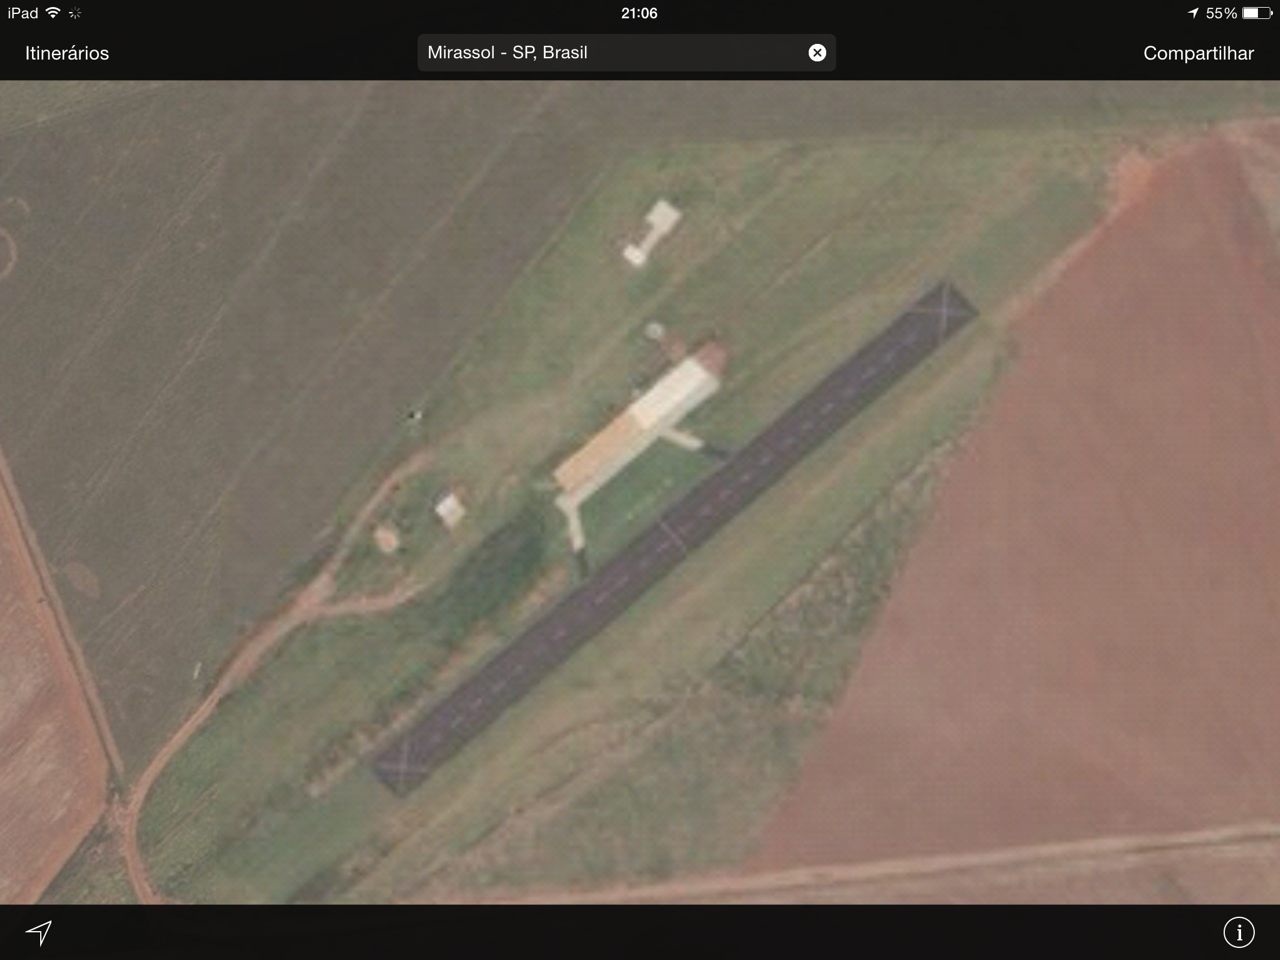 iPad
21:06
55%
Itinerários
Mirassol - SP, Brasil
Compartilhar